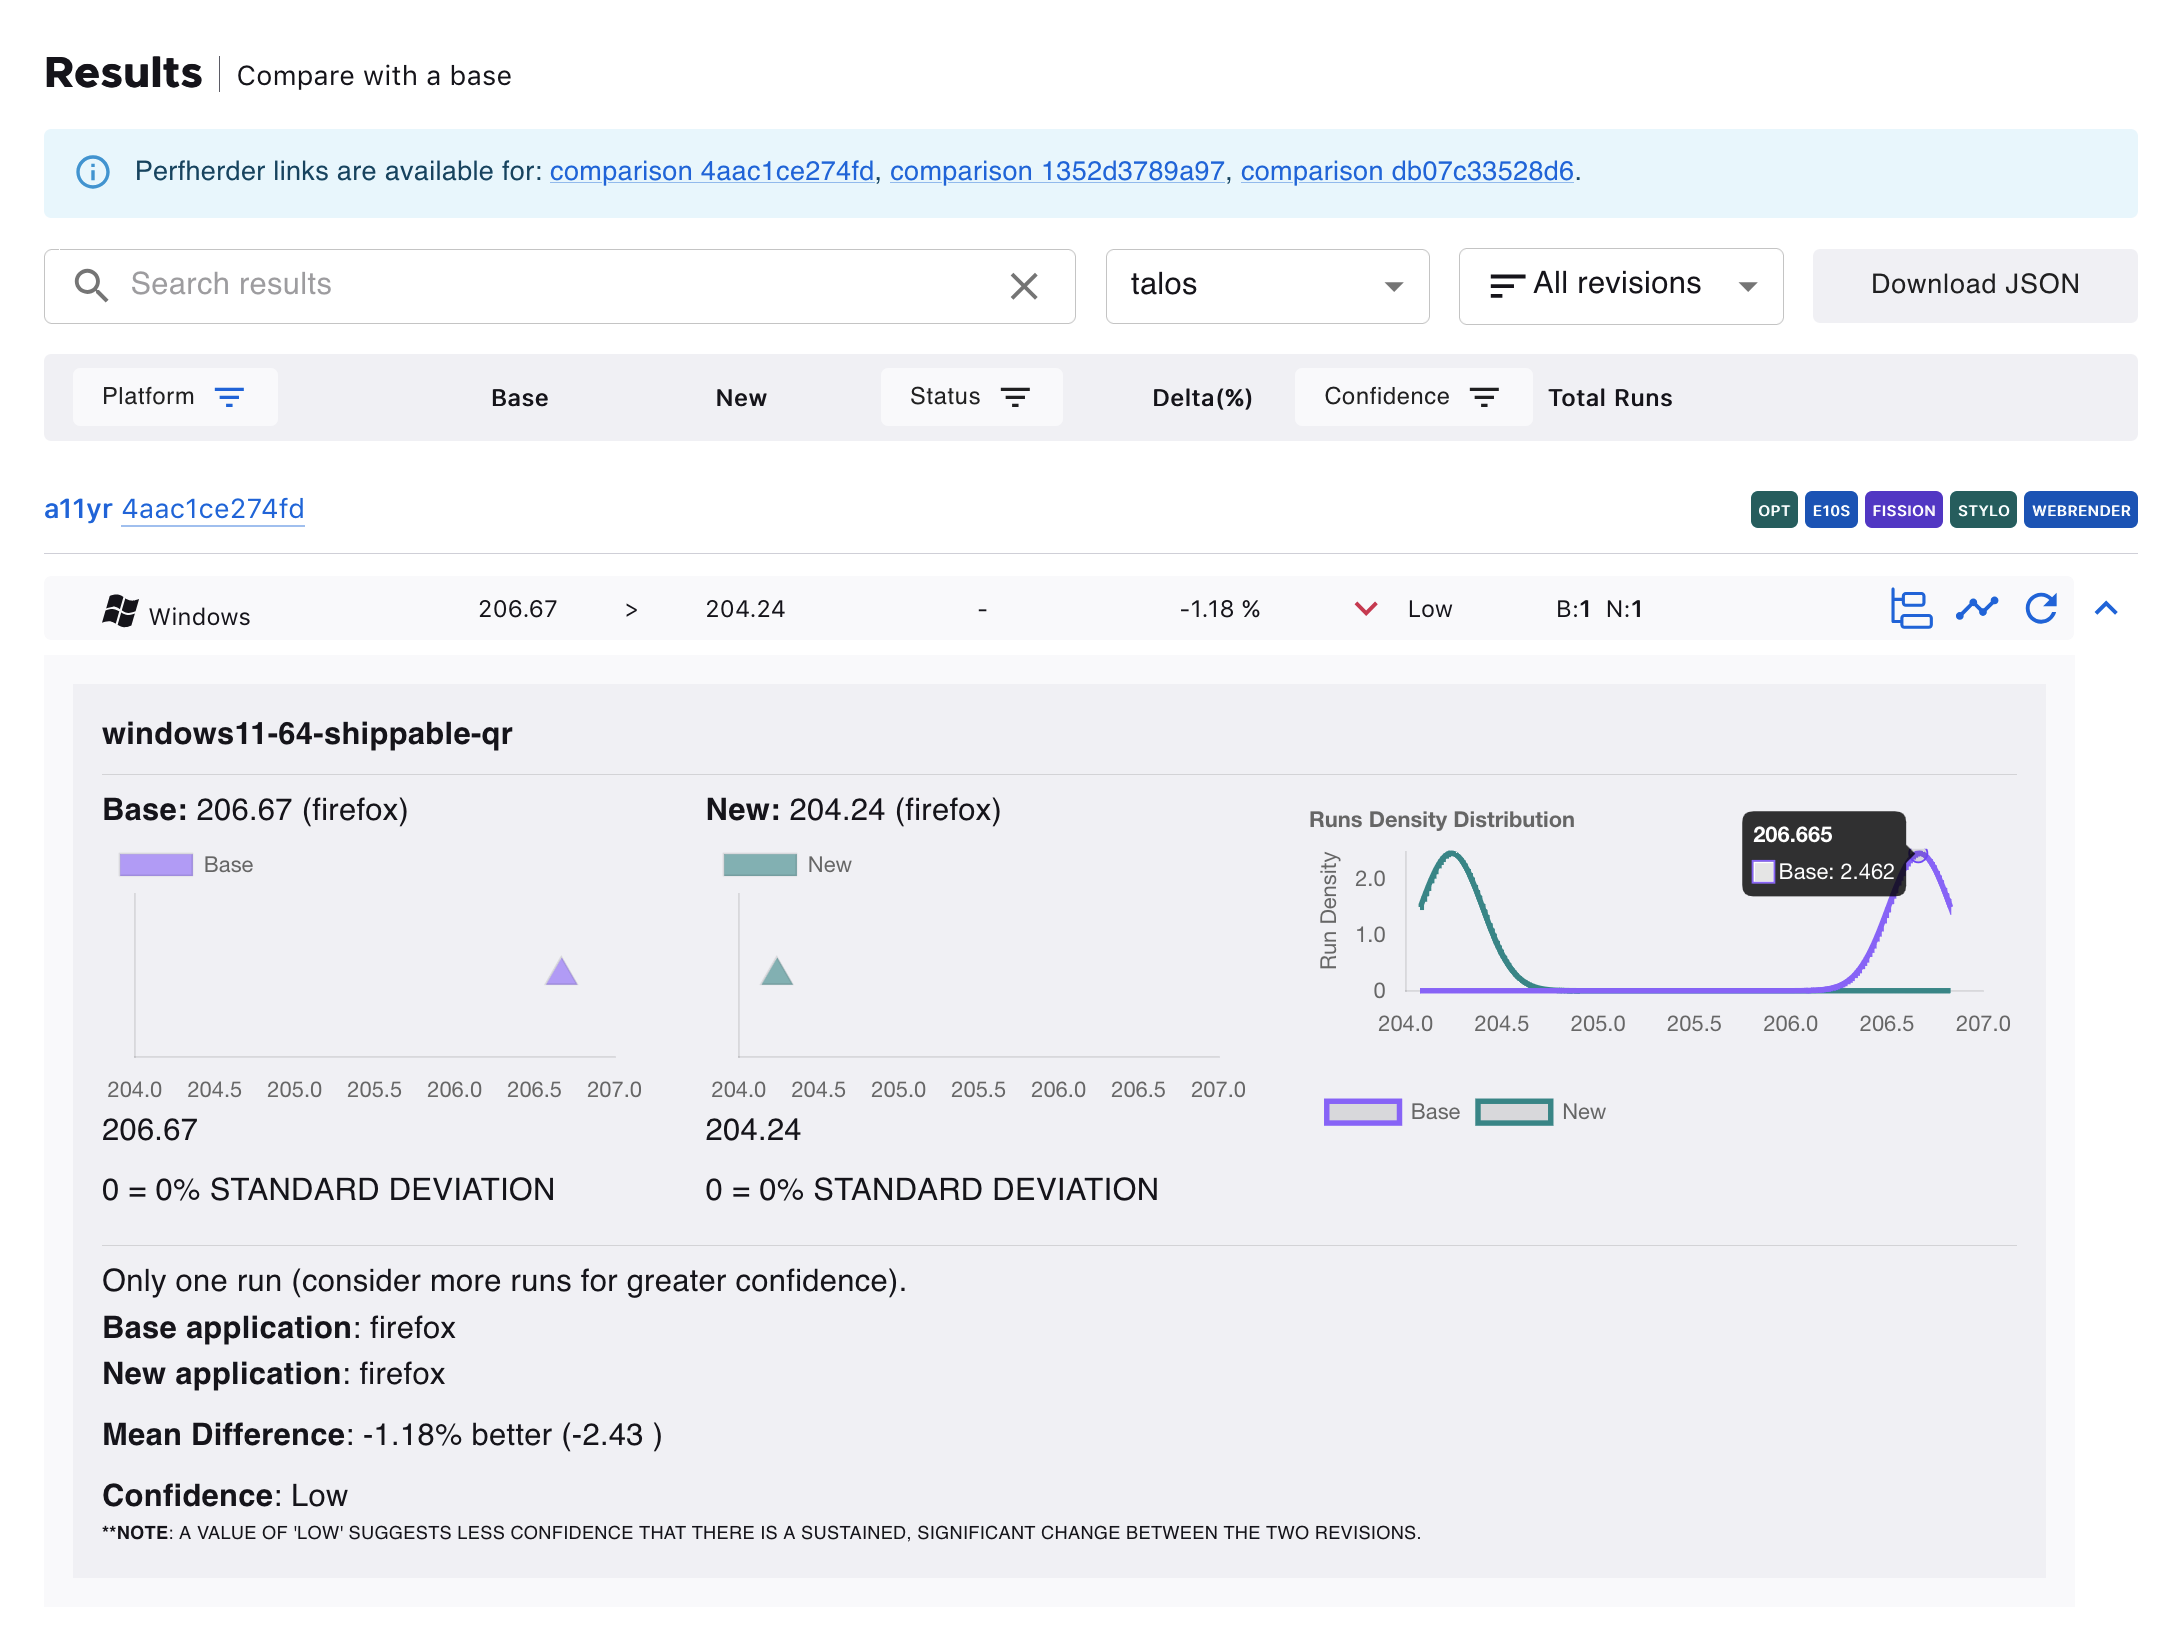 Results Compare with a base
Perfherder links are available for: comparison 4aac1ce274fd, comparison 1352d3789a97, comparison db07c33528d6.
Search results talos All revisions Download JSON
Platform Base New Status Delta(%) Confidence Total Runs
a11yr 4aac1ce274fd OPT E10S FISSION STYLO WEBRENDER
Windows 206.67 > 204.24 - -1.18 % Low B:1 N:1
windows11-64-shippable-qr
Base: 206.67 (firefox)
Base
204.0 204.5 205.0 205.5 206.0 206.5 207.0
206.67
0 = 0% STANDARD DEVIATION
New: 204.24 (firefox)
New
204.0 204.5 205.0 205.5 206.0 206.5 207.0
204.24
0 = 0% STANDARD DEVIATION
Runs Density Distribution
206.665
Base: 2.462
Run Density
2.0
1.0
0
204.0 204.5 205.0 205.5 206.0 206.5 207.0
Base New
Only one run (consider more runs for greater confidence).
Base application: firefox
New application: firefox
Mean Difference: -1.18% better (-2.43 )
Confidence: Low
**NOTE: A VALUE OF 'LOW' SUGGESTS LESS CONFIDENCE THAT THERE IS A SUSTAINED, SIGNIFICANT CHANGE BETWEEN THE TWO REVISIONS.